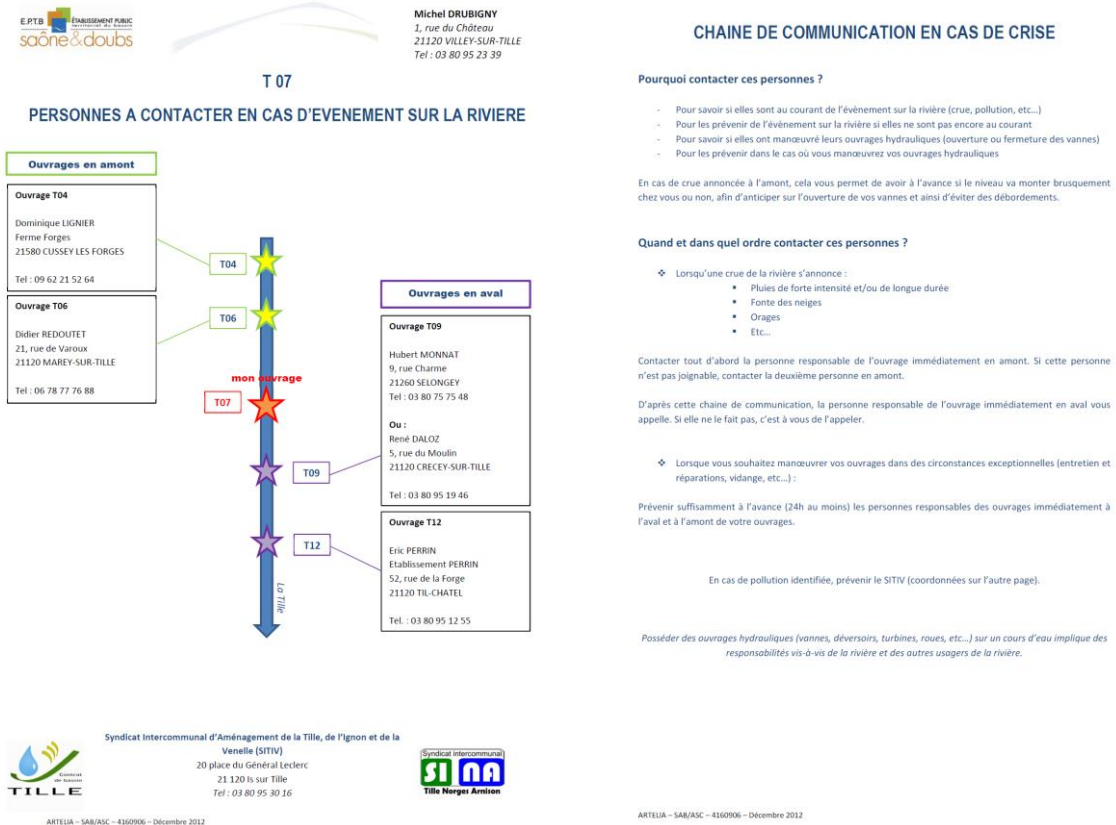 E.P.T.B ÉTABLISSEMENT PUBLIC
territorial du bassin
saône & doubs
Michel DRUBIGNY
1, rue du Château
21120 VILLEY-SUR-TILLE
Tel : 03 80 95 23 39
T 07
PERSONNES A CONTACTER EN CAS D'EVENEMENT SUR LA RIVIERE
Ouvrages en amont
Ouvrage T04
Dominique LIGNIER
Ferme Forges
21580 CUSSEY LES FORGES
Tel : 09 62 21 52 64
Ouvrage T06
Didier REDOUTET
21, rue de Varoux
21120 MAREY-SUR-TILLE
Tel : 06 78 77 76 88
T04
T06
mon ouvrage
T07
T09
T12
La Tille
Ouvrages en aval
Ouvrage T09
Hubert MONNAT
9, rue Charme
21260 SELONGEY
Tel : 03 80 75 75 48
Ou :
René DALOZ
5, rue du Moulin
21120 CRECEY-SUR-TILLE
Tel : 03 80 95 19 46
Ouvrage T12
Eric PERRIN
Etablissement PERRIN
52, rue de la Forge
21120 TIL-CHATEL
Tel. : 03 80 95 12 55
Contrat
de bassin
TILLE
Syndicat Intercommunal d'Aménagement de la Tille, de l'Ignon et de la
Venelle (SITIV)
20 place du Général Leclerc
21 120 Is sur Tille
Tel : 03 80 95 30 16
Syndicat intercommunal
SI NA
Tille Norges Arnison
ARTELIA – SAB/ASC – 4160906 – Décembre 2012
CHAINE DE COMMUNICATION EN CAS DE CRISE
Pourquoi contacter ces personnes ?
- Pour savoir si elles sont au courant de l'évènement sur la rivière (crue, pollution, etc…)
- Pour les prévenir de l'évènement sur la rivière si elles ne sont pas encore au courant
- Pour savoir si elles ont manœuvré leurs ouvrages hydrauliques (ouverture ou fermeture des vannes)
- Pour les prévenir dans le cas où vous manœuvrez vos ouvrages hydrauliques
En cas de crue annoncée à l'amont, cela vous permet de avoir à l'avance si le niveau va monter brusquement
chez vous ou non, afin d'anticiper sur l'ouverture de vos vannes et ainsi d'éviter des débordements.
Quand et dans quel ordre contacter ces personnes ?
❖ Lorsqu'une crue de la rivière s'annonce :
▪ Pluies de forte intensité et/ou de longue durée
▪ Fonte des neiges
▪ Orages
▪ Etc…
Contacter tout d'abord la personne responsable de l'ouvrage immédiatement en amont. Si cette personne
n'est pas joignable, contacter la deuxième personne en amont.
D'après cette chaine de communication, la personne responsable de l'ouvrage immédiatement en aval vous
appelle. Si elle ne le fait pas, c'est à vous de l'appeler.
❖ Lorsque vous souhaitez manœuvrer vos ouvrages dans des circonstances exceptionnelles (entretien et
réparations, vidange, etc…) :
Prévenir suffisamment à l'avance (24h au moins) les personnes responsables des ouvrages immédiatement à
l'aval et à l'amont de votre ouvrages.
En cas de pollution identifiée, prévenir le SITIV (coordonnées sur l'autre page).
Posséder des ouvrages hydrauliques (vannes, déversoirs, turbines, roues, etc…) sur un cours d'eau implique des
responsabilités vis-à-vis de la rivière et des autres usagers de la rivière.
ARTELIA – SAB/ASC – 4160906 – Décembre 2012